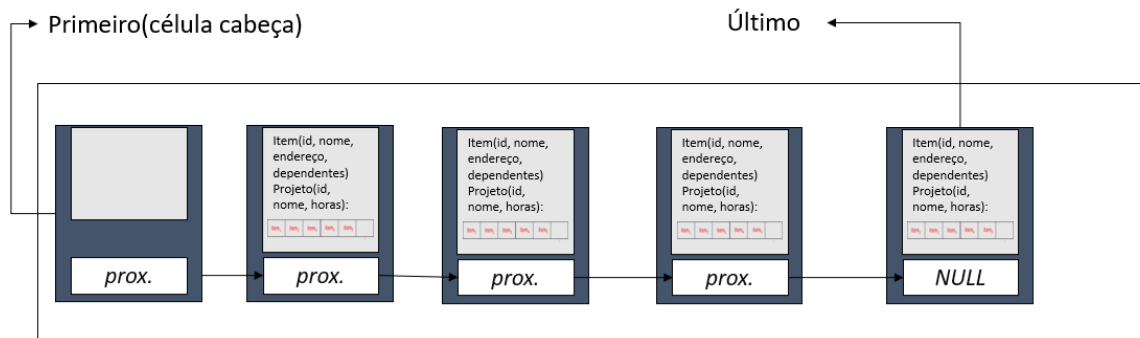 Primeiro(célula cabeça)
Último
Item(id, nome,
endereço,
dependentes)
Projeto(id,
nome, horas):
Item(id, nome,
endereço,
dependentes)
Projeto(id,
nome, horas):
Item(id, nome,
endereço,
dependentes)
Projeto(id,
nome, horas):
Item(id, nome,
endereço,
dependentes)
Projeto(id,
nome, horas):
prox.
prox.
prox.
prox.
NULL